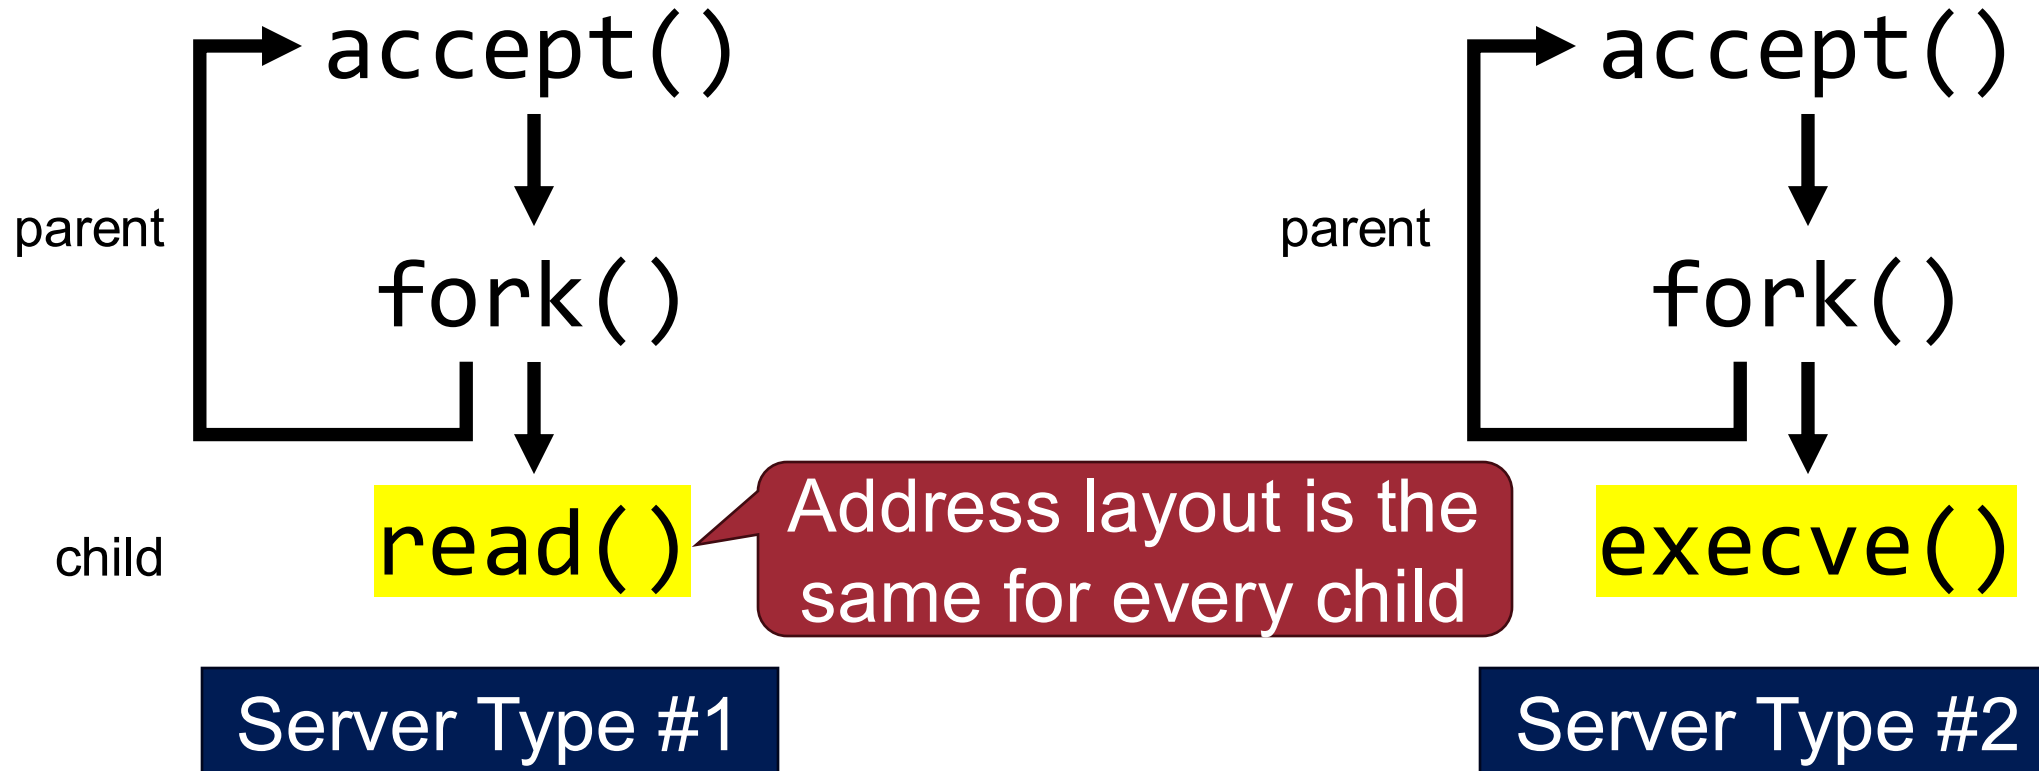 accept()
parent
fork()
child
read()
Address layout is the
same for every child
Server Type #1
accept()
parent
fork()
execve()
Server Type #2